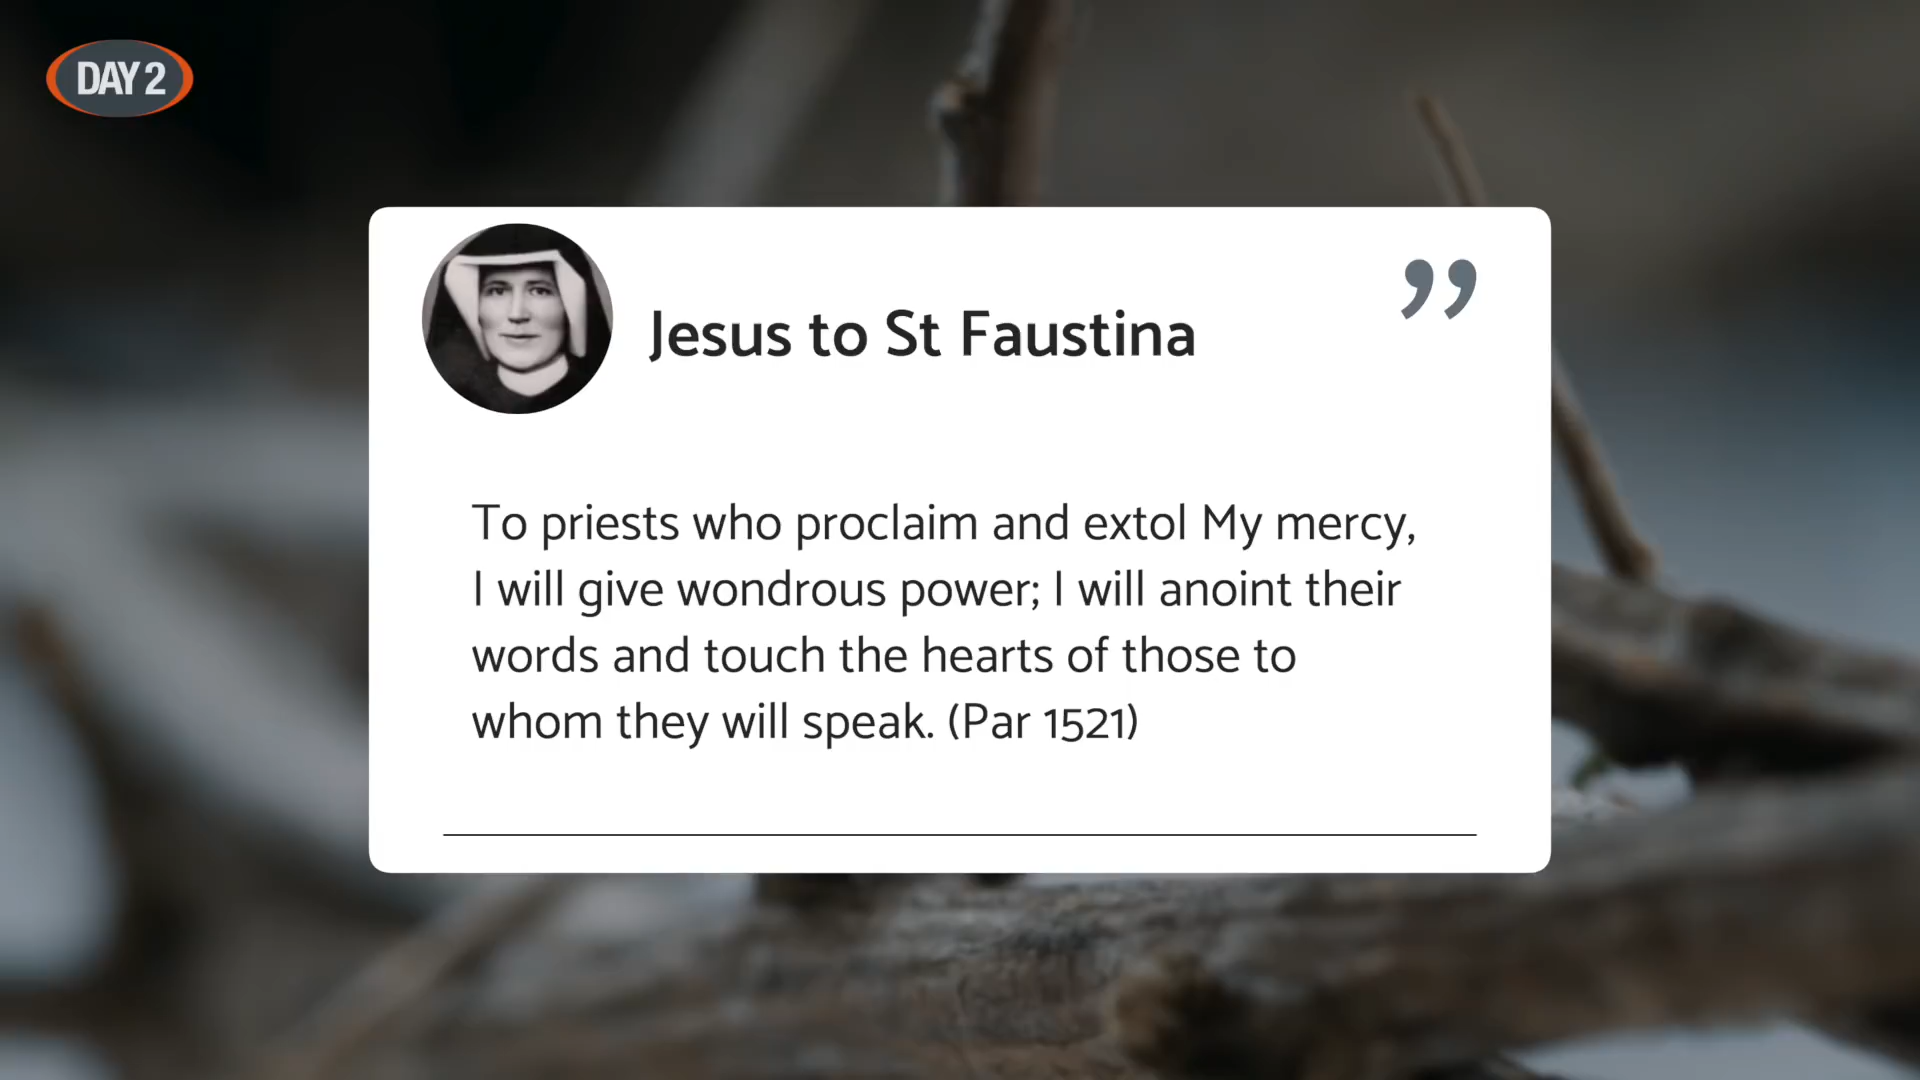 DAY 2
Jesus to St Faustina
”
To priests who proclaim and extol My mercy,
I will give wondrous power; I will anoint their
words and touch the hearts of those to
whom they will speak. (Par 1521)